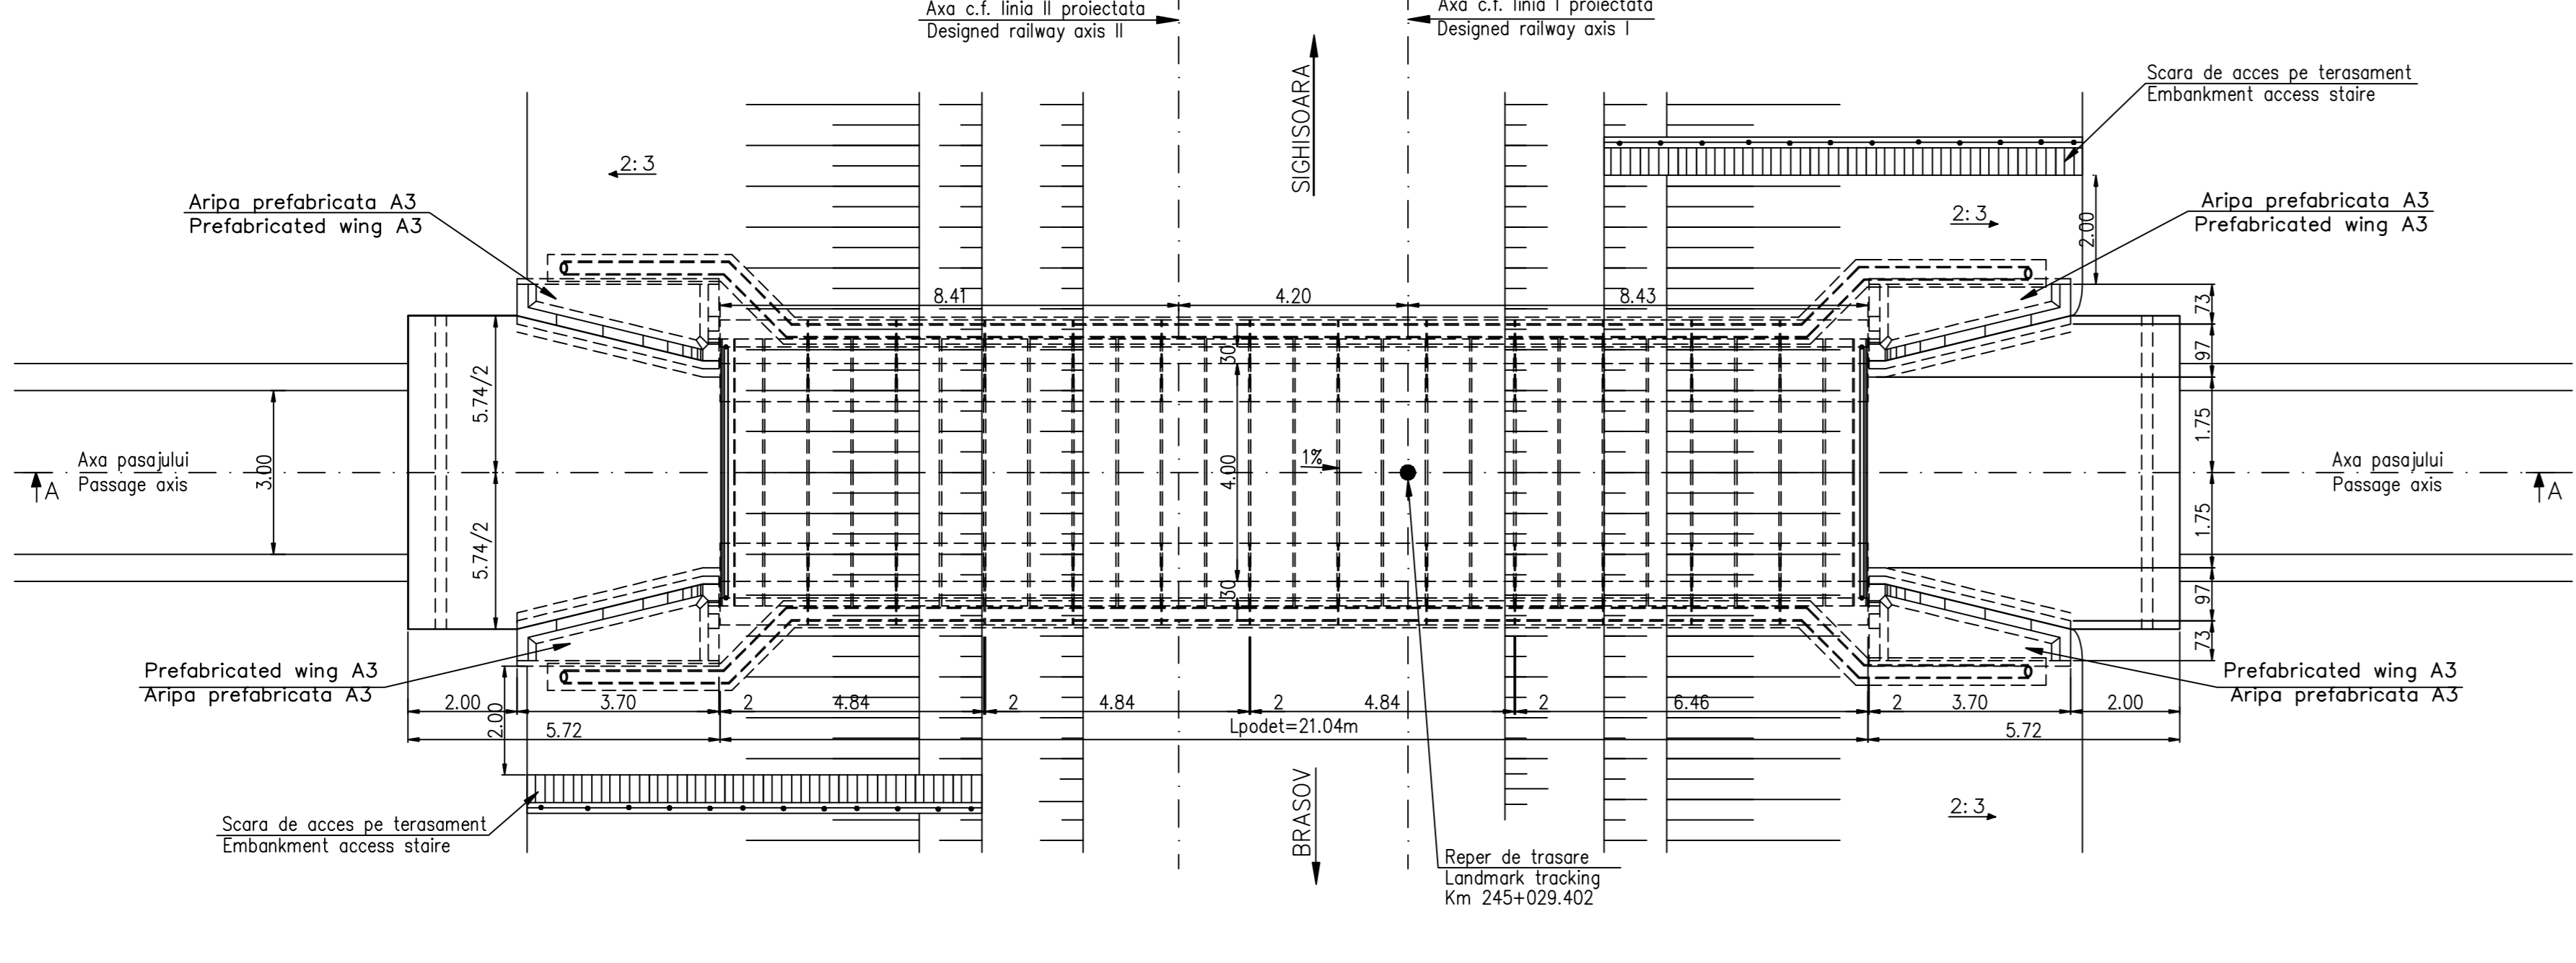 Axa c.f. linia II proiectata
Designed railway axis II
Axa c.f. linia I proiectata
Designed railway axis I
SIGHISOARA
Scara de acces pe terasament
Embankment access staire
2:3
Aripa prefabricata A3
Prefabricated wing A3
2:3
2.00
Aripa prefabricata A3
Prefabricated wing A3
8.41
4.20
8.43
73
30
97
5.74/2
1.75
Axa pasajului
Passage axis
A
3.00
4.00
1%
Axa pasajului
Passage axis
A
5.74/2
1.75
30
97
73
Prefabricated wing A3
Aripa prefabricata A3
Prefabricated wing A3
Aripa prefabricata A3
2.00
3.70
2
4.84
2
4.84
2
4.84
2
6.46
2
3.70
2.00
2.00
5.72
Lpodet=21.04m
5.72
BRASOV
2:3
Scara de acces pe terasament
Embankment access staire
Reper de trasare
Landmark tracking
Km 245+029.402